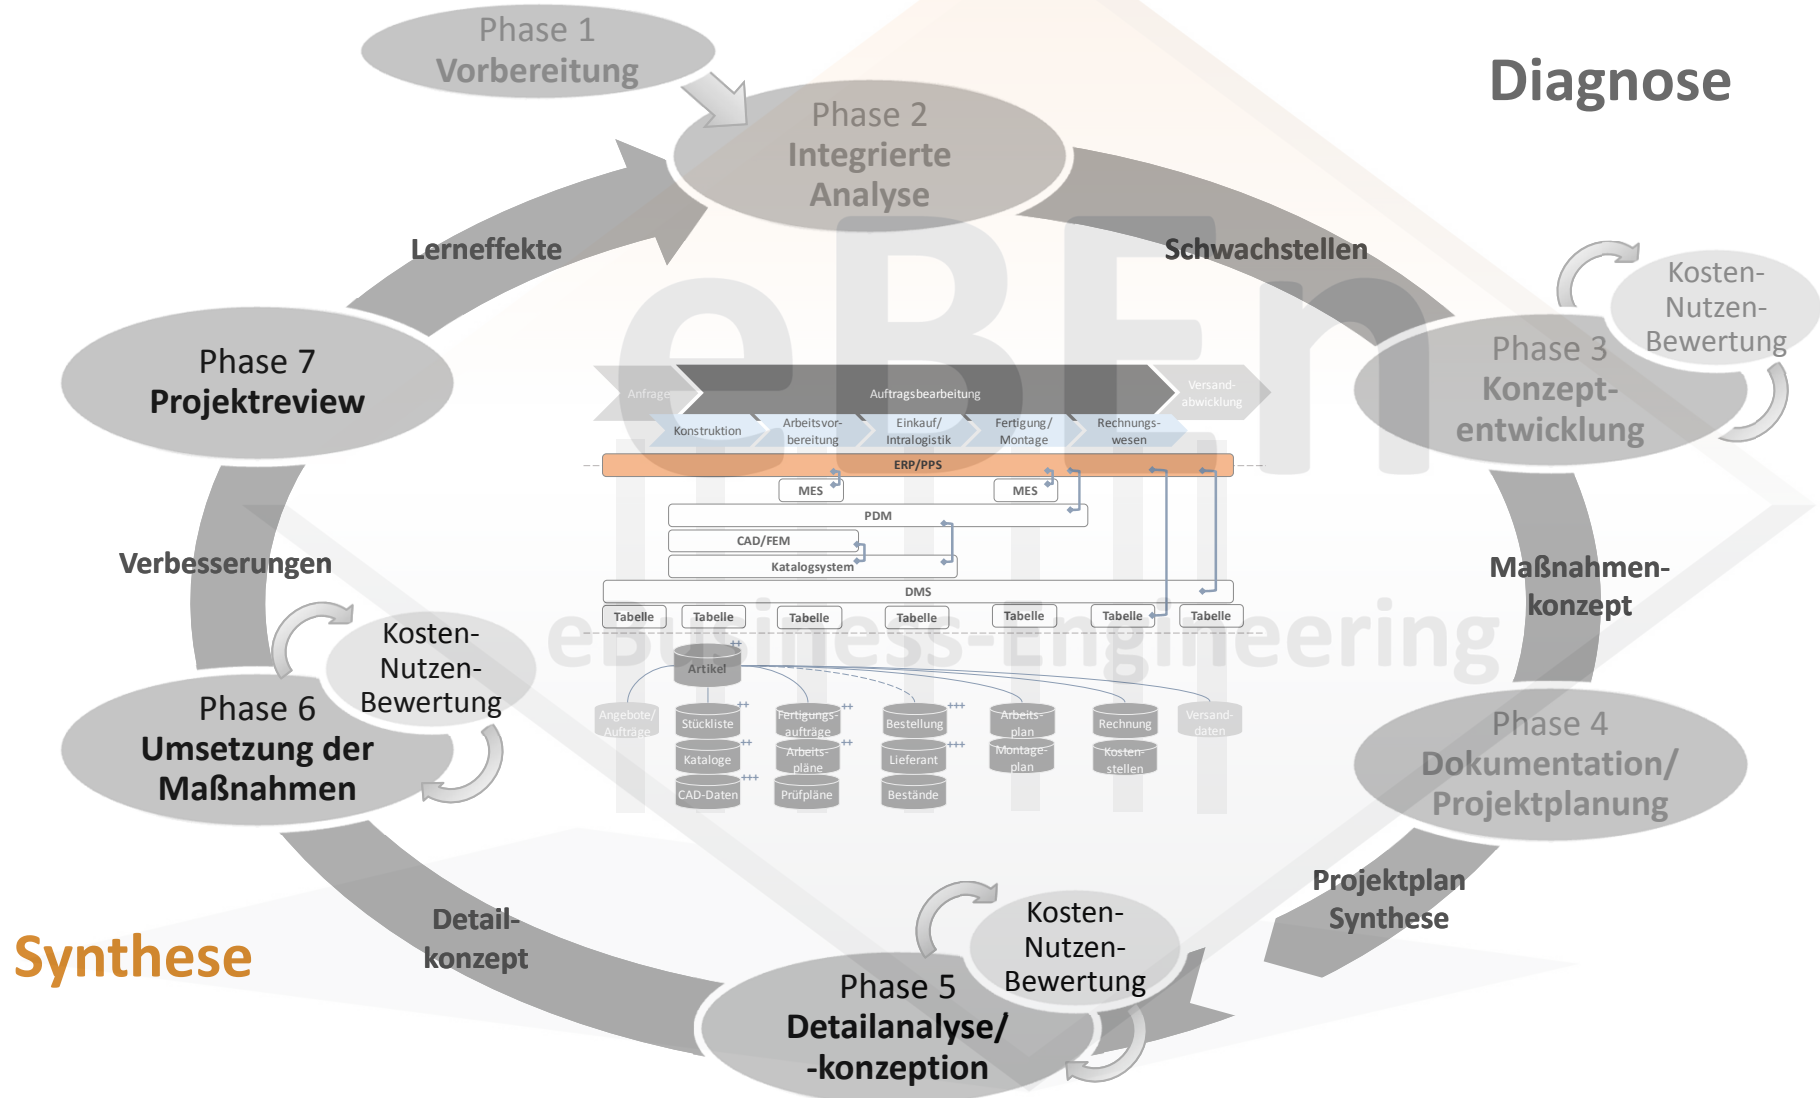 Phase 1
Vorbereitung
Diagnose
Phase 2
Integrierte
Analyse
Lerneffekte
Schwachstellen
Kosten-
Nutzen-
Bewertung
Phase 3
Konzept-
entwicklung
Phase 7
Projektreview
eBEn
eBusiness-Engineering
Anfrage
Auftragsbearbeitung
Versand-
abwicklung
Konstruktion
Arbeitsvor-
bereitung
Einkauf/
Intralogistik
Fertigung/
Montage
Rechnungs-
wesen
ERP/PPS
MES
MES
PDM
CAD/FEM
Katalogsystem
DMS
Tabelle
Tabelle
Tabelle
Tabelle
Tabelle
Tabelle
Tabelle
++
Artikel
Angebote/
Aufträge
Stückliste
++
Kataloge
++
CAD-Daten
+++
Fertigungs-
aufträge
++
Arbeits-
pläne
++
Prüfpläne
Bestellung
+++
Lieferant
+++
Bestände
Arbeits-
plan
Montage-
plan
Rechnung
Kosten-
stellen
Versand-
daten
Verbesserungen
Maßnahmen-
konzept
Kosten-
Nutzen-
Bewertung
Phase 6
Umsetzung der
Maßnahmen
Phase 4
Dokumentation/
Projektplanung
Projektplan
Synthese
Detail-
konzept
Synthese
Kosten-
Nutzen-
Bewertung
Phase 5
Detailanalyse/
-konzeption